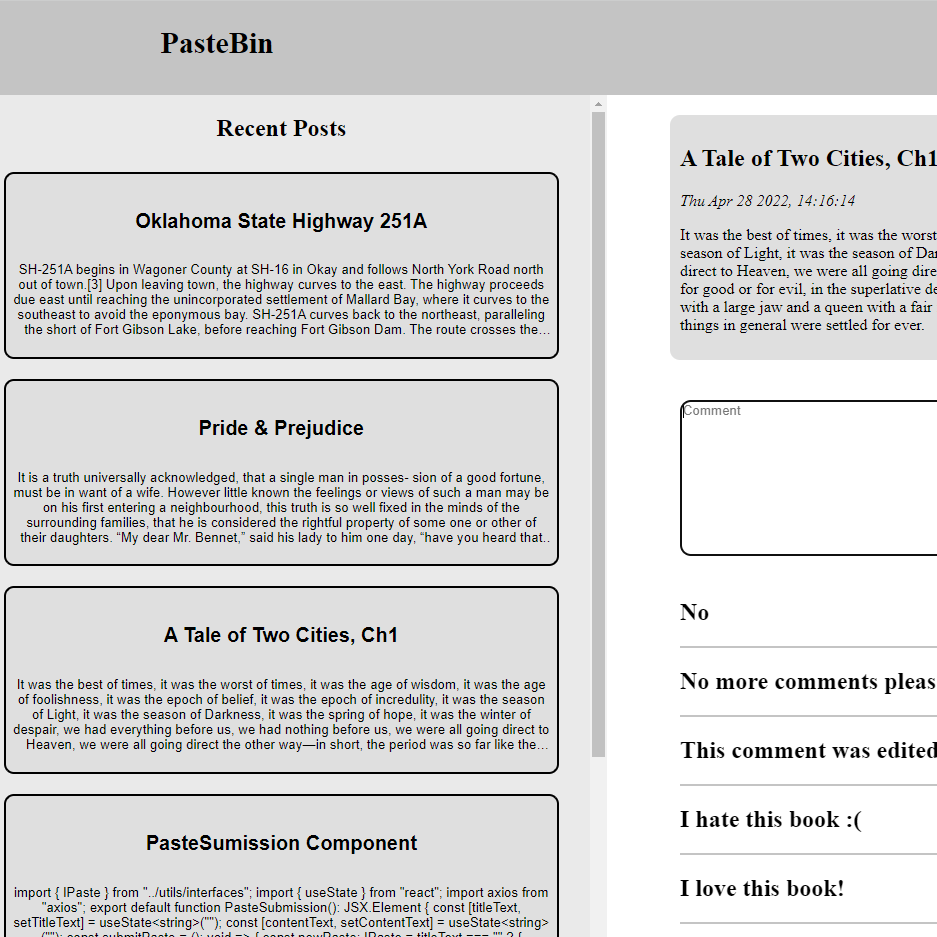 PasteBin
Recent Posts
Oklahoma State Highway 251A
SH-251A begins in Wagoner County at SH-16 in Okay and follows North York Road north
out of town.[3] Upon leaving town, the highway curves to the east. The highway proceeds
due east until reaching the unincorporated settlement of Mallard Bay, where it curves to the
southeast to avoid the eponymous bay. SH-251A curves back to the northeast, paralleling
the short of Fort Gibson Lake, before reaching Fort Gibson Dam. The route crosses the…
Pride & Prejudice
It is a truth universally acknowledged, that a single man in posses- sion of a good fortune,
must be in want of a wife. However little known the feelings or views of such a man may be
on his first entering a neighbourhood, this truth is so well fixed in the minds of the
surrounding families, that he is considered the rightful property of some one or other of
their daughters. “My dear Mr. Bennet,” said his lady to him one day, “have you heard that..
A Tale of Two Cities, Ch1
It was the best of times, it was the worst of times, it was the age of wisdom, it was the age
of foolishness, it was the epoch of belief, it was the epoch of incredulity, it was the season
of Light, it was the season of Darkness, it was the spring of hope, it was the winter of
despair, we had everything before us, we had nothing before us, we were all going direct to
Heaven, we were all going direct the other way—in short, the period was so far like the…
PasteSumission Component
import { IPaste } from "../utils/interfaces"; import { useState } from "react"; import axios from
"axios"; export default function PasteSubmission(): JSX.Element { const [titleText,
setTitleText] = useState<string>(""); const [contentText, setContentText] = useState<string>
(""); const submitPaste = (): void => { const newPaste: IPaste = titleText === "" ? {
A Tale of Two Cities, Ch1
Thu Apr 28 2022, 14:16:14
It was the best of times, it was the worst
season of Light, it was the season of Dar
direct to Heaven, we were all going dire
for good or for evil, in the superlative de
with a large jaw and a queen with a fair
things in general were settled for ever.
Comment
No
No more comments pleas
This comment was edited
I hate this book :(
I love this book!